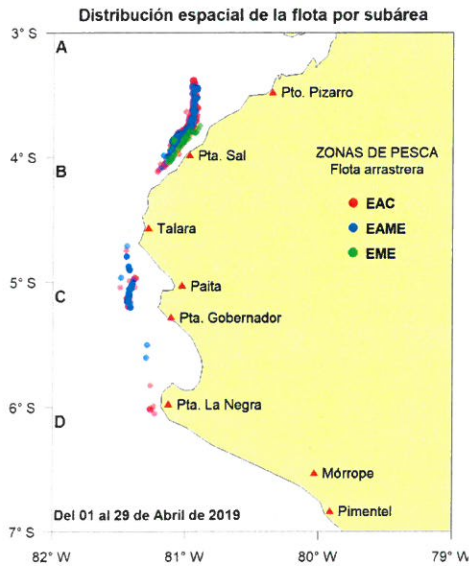 Distribución espacial de la flota por subárea
3° S
A
Pto. Pizarro
4° S
Pta. Sal
B
ZONAS DE PESCA
Flota arrastrera
EAC
EAME
EME
Talara
5° S
C
Paita
Pta. Gobernador
6° S
Pta. La Negra
D
Mórrope
Pimentel
Del 01 al 29 de Abril de 2019
7° S
82° W
81° W
80° W
79° W